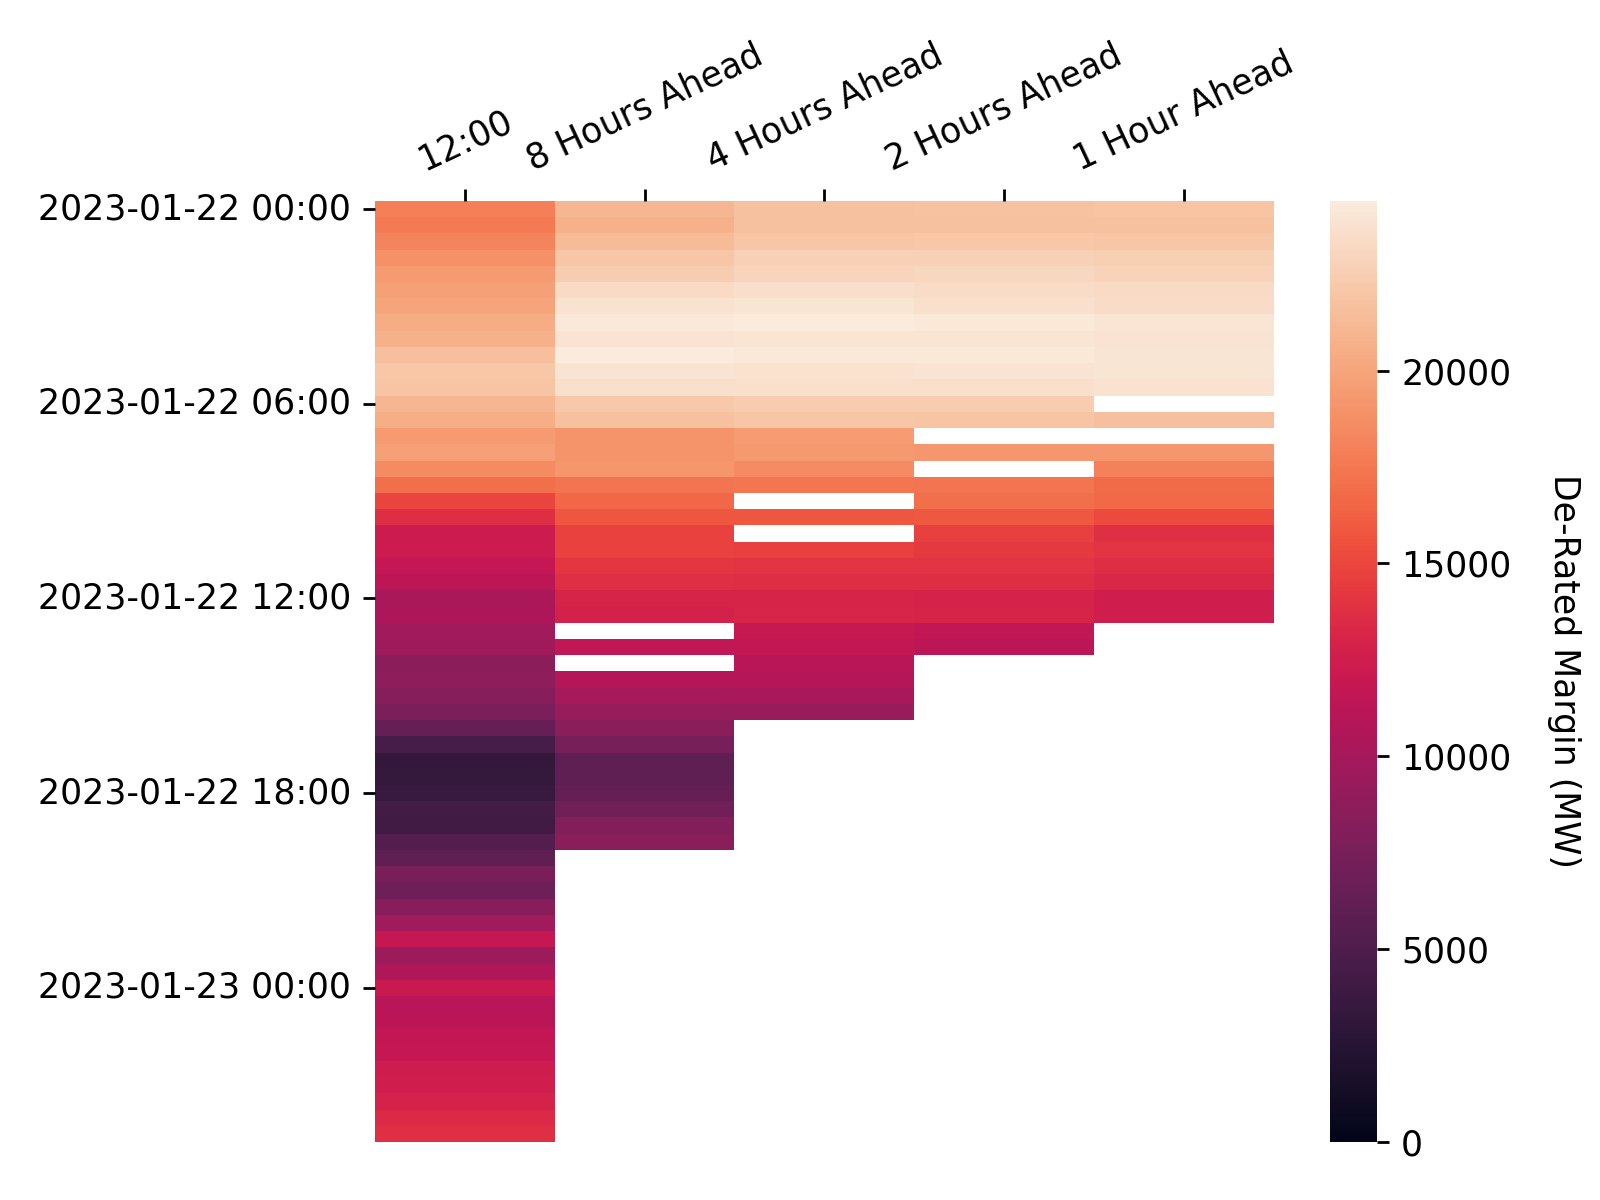 12:00
8 Hours Ahead
4 Hours Ahead
2 Hours Ahead
1 Hour Ahead
2023-01-22 00:00
2023-01-22 06:00
2023-01-22 12:00
2023-01-22 18:00
2023-01-23 00:00
20000
15000
10000
5000
0
De-Rated Margin (MW)